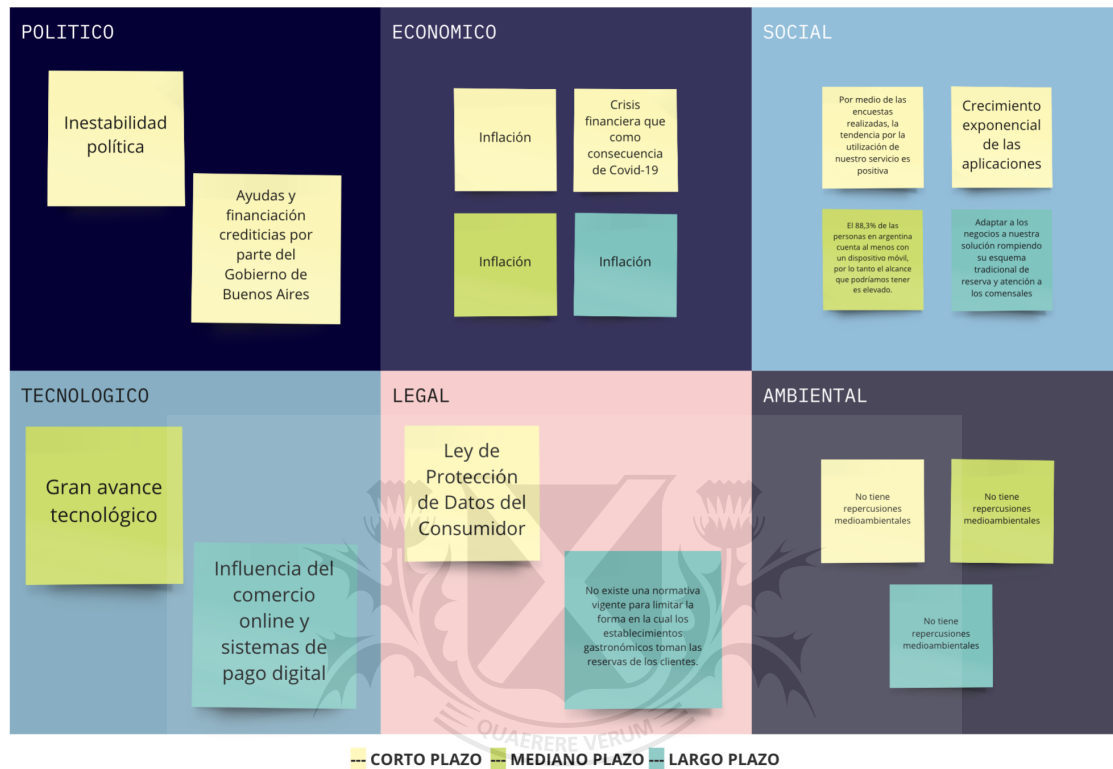 POLITICO
Inestabilidad
política
Ayudas y
financiación
crediticias por
parte del
Gobierno de
Buenos Aires
ECONOMICO
Inflación
Crisis
financiera que
como
consecuencia
de Covid-19
Inflación
Inflación
SOCIAL
Por medio de las
encuestas
realizadas, la
tendencia por la
utilización de
nuestro servicio es
positiva
Crecimiento
exponencial
de las
aplicaciones
El 88,3% de las
personas en argentina
cuenta al menos con
un dispositivo móvil,
por lo tanto el alcance
que podríamos tener
es elevado.
Adaptar a los
negocios a nuestra
solución rompiendo
su esquema
tradicional de
reserva y atención a
los comensales
TECNOLOGICO
Gran avance
tecnológico
Influencia del
comercio
online y
sistemas de
pago digital
LEGAL
Ley de
Protección
de Datos del
Consumidor
No existe una normativa
vigente para limitar la
forma en la cual los
establecimientos
gastronómicos toman las
reservas de los clientes.
AMBIENTAL
No tiene
repercusiones
medioambientales
No tiene
repercusiones
medioambientales
No tiene
repercusiones
medioambientales
QUAERERE VERUM
--- CORTO PLAZO --- MEDIANO PLAZO --- LARGO PLAZO